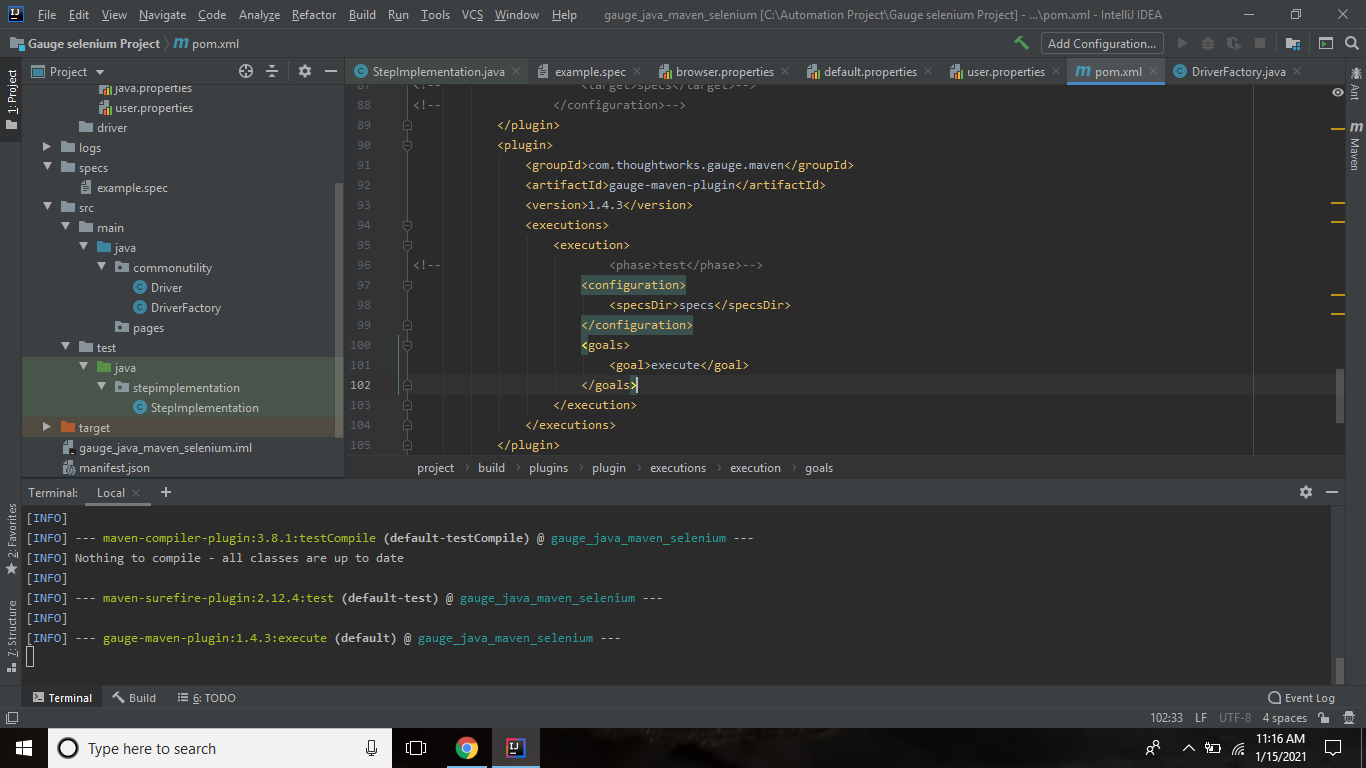 IJ File Edit View Navigate Code Analyze Refactor Build Run Tools VCS Window Help gauge_java_maven_selenium [C:\Automation Project\Gauge selenium Project] - ...\pom.xml - IntelliJ IDEA
Gauge selenium Project m pom.xml Add Configuration...
Project
StepImplementation.java example.spec browser.properties default.properties user.properties m pom.xml C DriverFactory.java
1: Project
java.properties
user.properties
driver
logs
specs
example.spec
src
main
java
commonutility
C Driver
C DriverFactory
pages
test
java
stepimplementation
C StepImplementation
target
gauge_java_maven_selenium.iml
manifest.json
87 <!-- <target>specs</target>-->
88 <!-- </configuration>-->
89 </plugin>
90 <plugin>
91 <groupId>com.thoughtworks.gauge.maven</groupId>
92 <artifactId>gauge-maven-plugin</artifactId>
93 <version>1.4.3</version>
94 <executions>
95 <execution>
96 <!-- <phase>test</phase>-->
97 <configuration>
98 <specsDir>specs</specsDir>
99 </configuration>
100 <goals>
101 <goal>execute</goal>
102 </goals>
103 </execution>
104 </executions>
105 </plugin>
project › build › plugins › plugin › executions › execution › goals
Ant
m Maven
Terminal: Local × +
2: Favorites
7: Structure
[INFO]
[INFO] --- maven-compiler-plugin:3.8.1:testCompile (default-testCompile) @ gauge_java_maven_selenium ---
[INFO] Nothing to compile - all classes are up to date
[INFO]
[INFO] --- maven-surefire-plugin:2.12.4:test (default-test) @ gauge_java_maven_selenium ---
[INFO]
[INFO] --- gauge-maven-plugin:1.4.3:execute (default) @ gauge_java_maven_selenium ---
Terminal Build 6: TODO Event Log
102:33 LF UTF-8 4 spaces
Type here to search
IJ
11:16 AM
1/15/2021